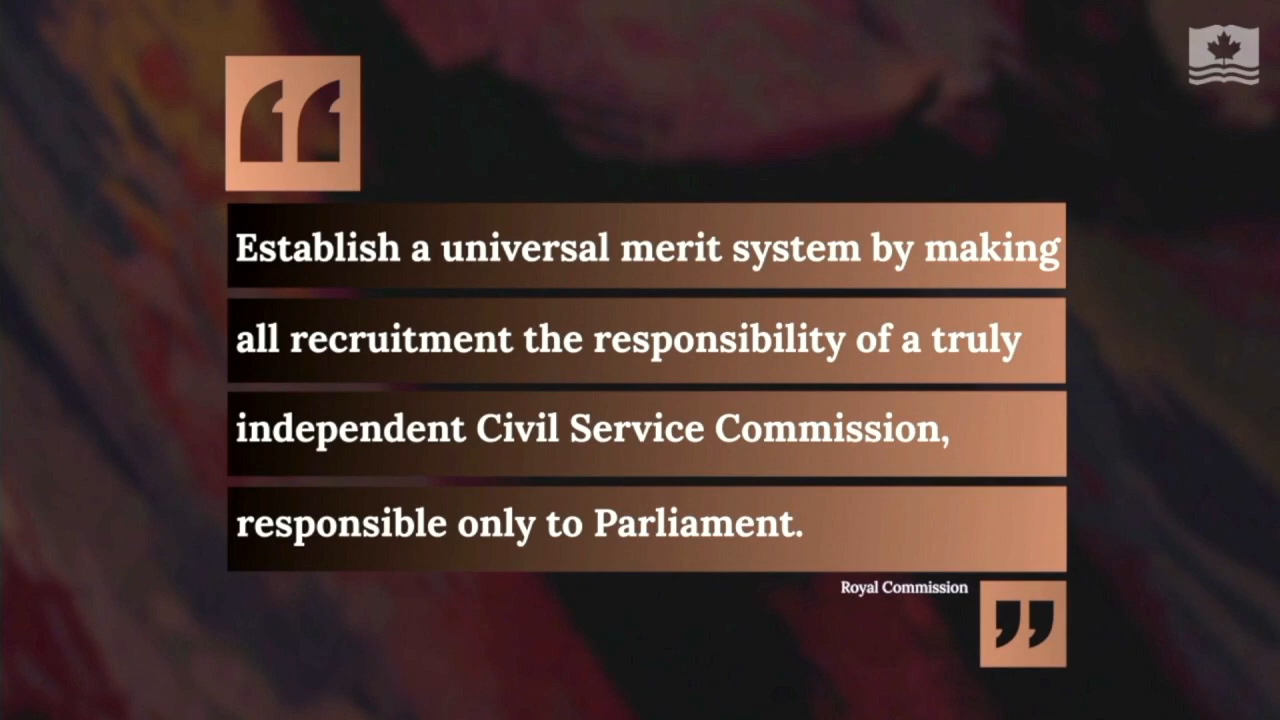 Establish a universal merit system by making
all recruitment the responsibility of a truly
independent Civil Service Commission,
responsible only to Parliament.
Royal Commission